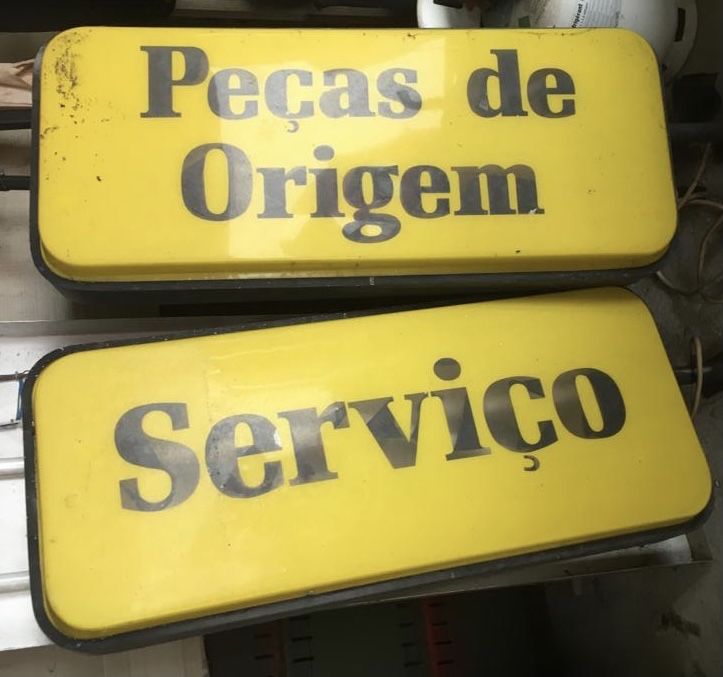 Peças de
Origem
Serviço